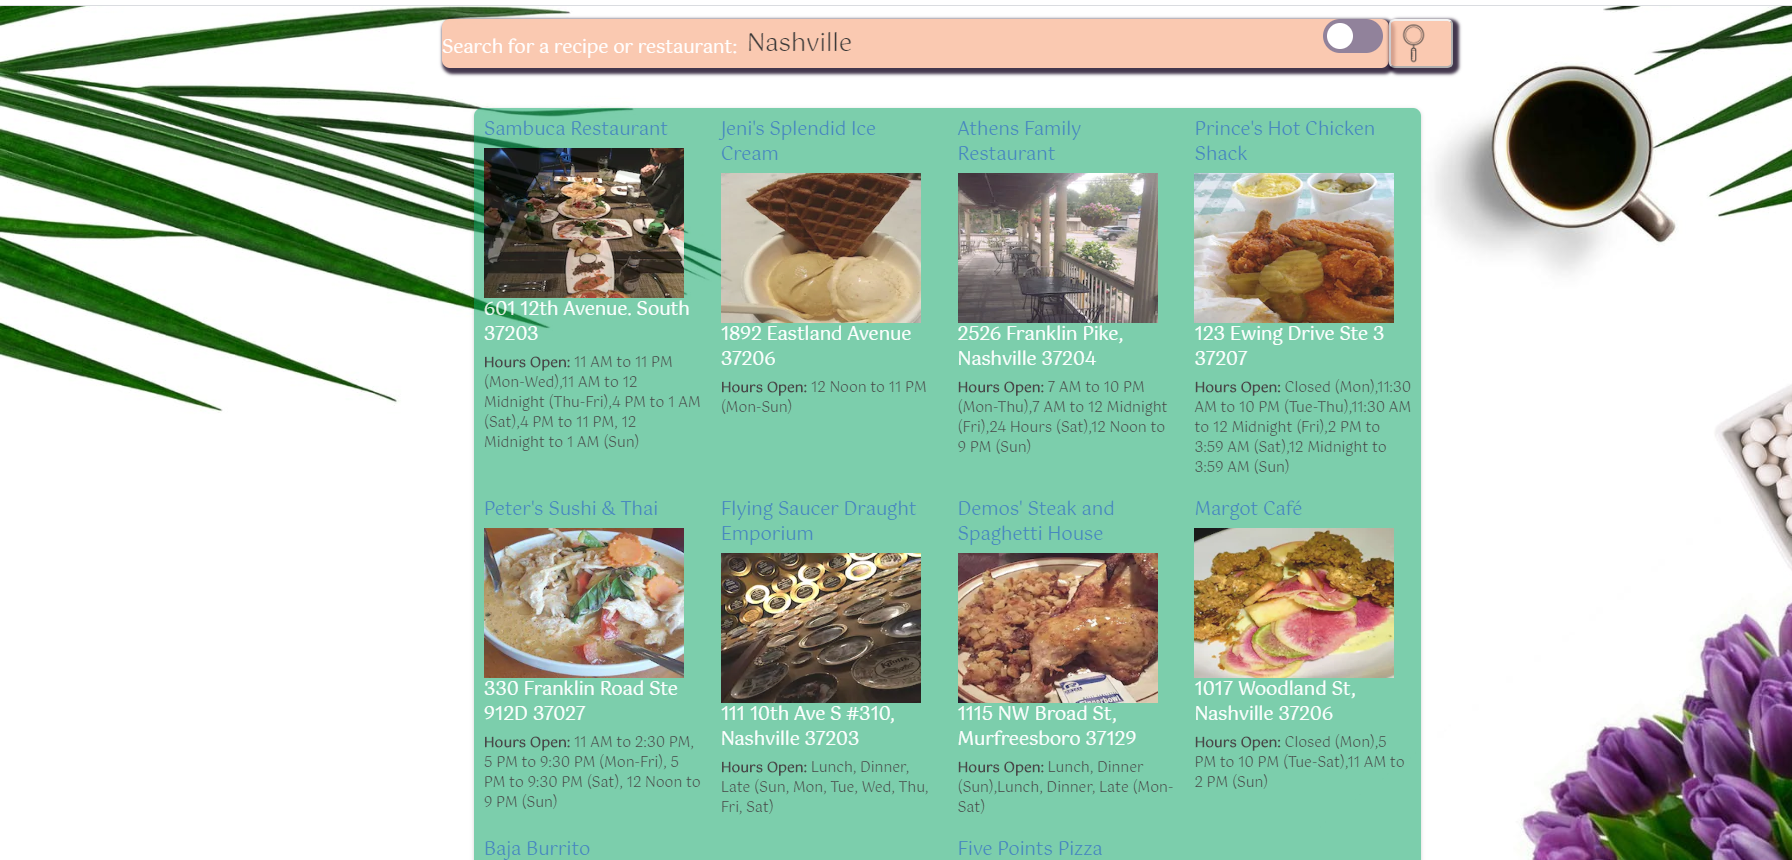 Search for a recipe or restaurant: Nashville
Sambuca Restaurant
601 12th Avenue. South
37203
Hours Open: 11 AM to 11 PM
(Mon-Wed),11 AM to 12
Midnight (Thu-Fri),4 PM to 1 AM
(Sat),4 PM to 11 PM, 12
Midnight to 1 AM (Sun)
Jeni's Splendid Ice
Cream
1892 Eastland Avenue
37206
Hours Open: 12 Noon to 11 PM
(Mon-Sun)
Athens Family
Restaurant
2526 Franklin Pike,
Nashville 37204
Hours Open: 7 AM to 10 PM
(Mon-Thu),7 AM to 12 Midnight
(Fri),24 Hours (Sat),12 Noon to
9 PM (Sun)
Prince's Hot Chicken
Shack
123 Ewing Drive Ste 3
37207
Hours Open: Closed (Mon),11:30
AM to 10 PM (Tue-Thu),11:30 AM
to 12 Midnight (Fri),2 PM to
3:59 AM (Sat),12 Midnight to
3:59 AM (Sun)
Peter's Sushi & Thai
330 Franklin Road Ste
912D 37027
Hours Open: 11 AM to 2:30 PM,
5 PM to 9:30 PM (Mon-Fri), 5
PM to 9:30 PM (Sat), 12 Noon to
9 PM (Sun)
Flying Saucer Draught
Emporium
111 10th Ave S #310,
Nashville 37203
Hours Open: Lunch, Dinner,
Late (Sun, Mon, Tue, Wed, Thu,
Fri, Sat)
Demos' Steak and
Spaghetti House
1115 NW Broad St,
Murfreesboro 37129
Hours Open: Lunch, Dinner
(Sun),Lunch, Dinner, Late (Mon-
Sat)
Margot Café
1017 Woodland St,
Nashville 37206
Hours Open: Closed (Mon),5
PM to 10 PM (Tue-Sat),11 AM to
2 PM (Sun)
Baja Burrito
Five Points Pizza